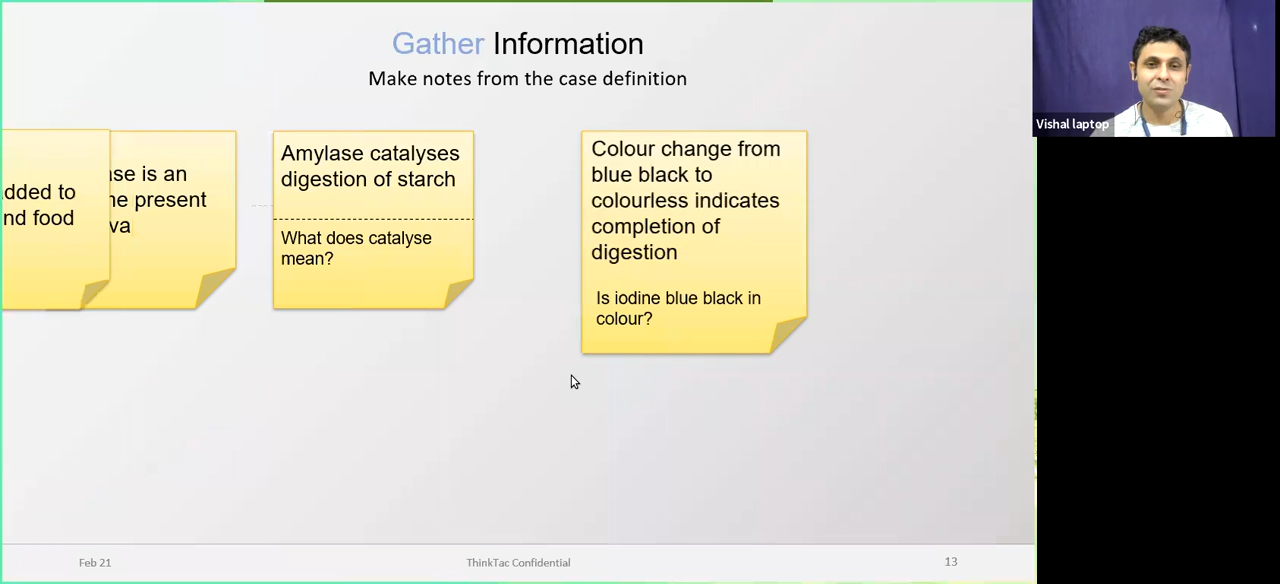 Gather Information
Make notes from the case definition
added to
nd food
se is an
ne present
va
Amylase catalyses
digestion of starch
What does catalyse
mean?
Colour change from
blue black to
colourless indicates
completion of
digestion
Is iodine blue black in
colour?
Vishal laptop
Feb 21
ThinkTac Confidential
13